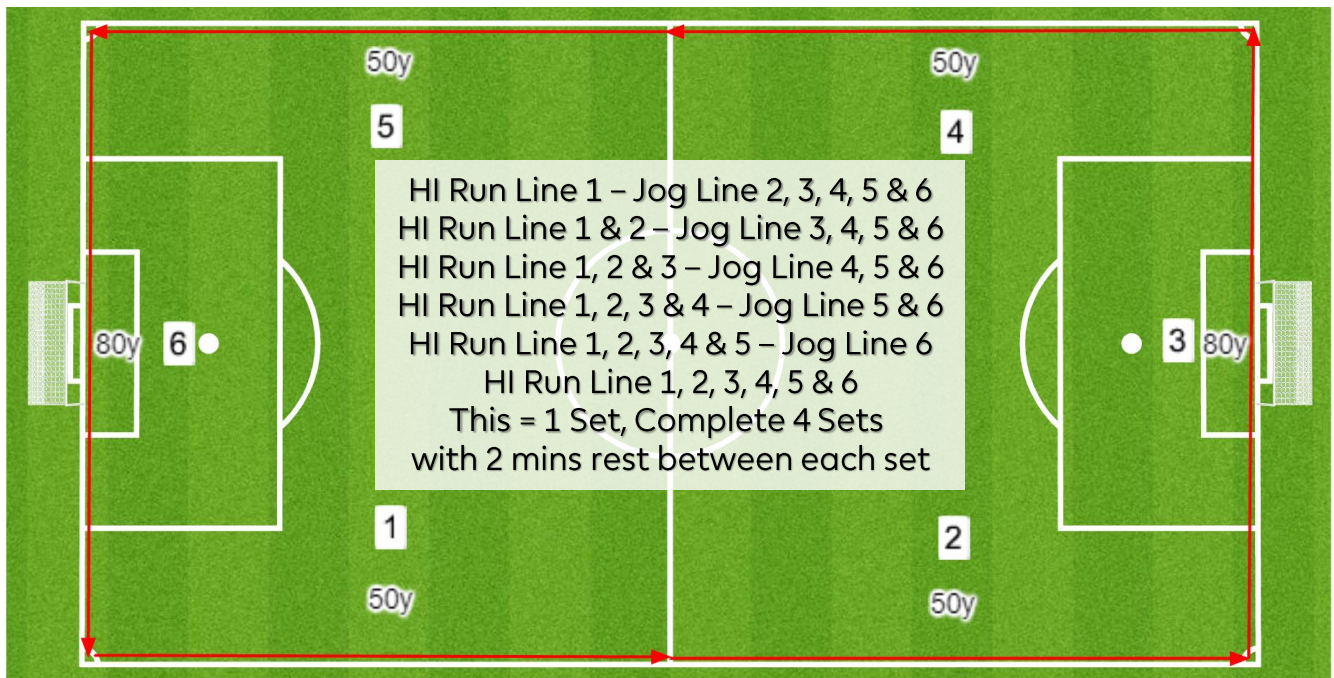 50y
50y
5
4
HI Run Line 1 – Jog Line 2, 3, 4, 5 & 6
HI Run Line 1 & 2 – Jog Line 3, 4, 5 & 6
HI Run Line 1, 2 & 3 – Jog Line 4, 5 & 6
HI Run Line 1, 2, 3 & 4 – Jog Line 5 & 6
HI Run Line 1, 2, 3, 4 & 5 – Jog Line 6
HI Run Line 1, 2, 3, 4, 5 & 6
This = 1 Set, Complete 4 Sets
with 2 mins rest between each set
80y
6
3
80y
1
2
50y
50y